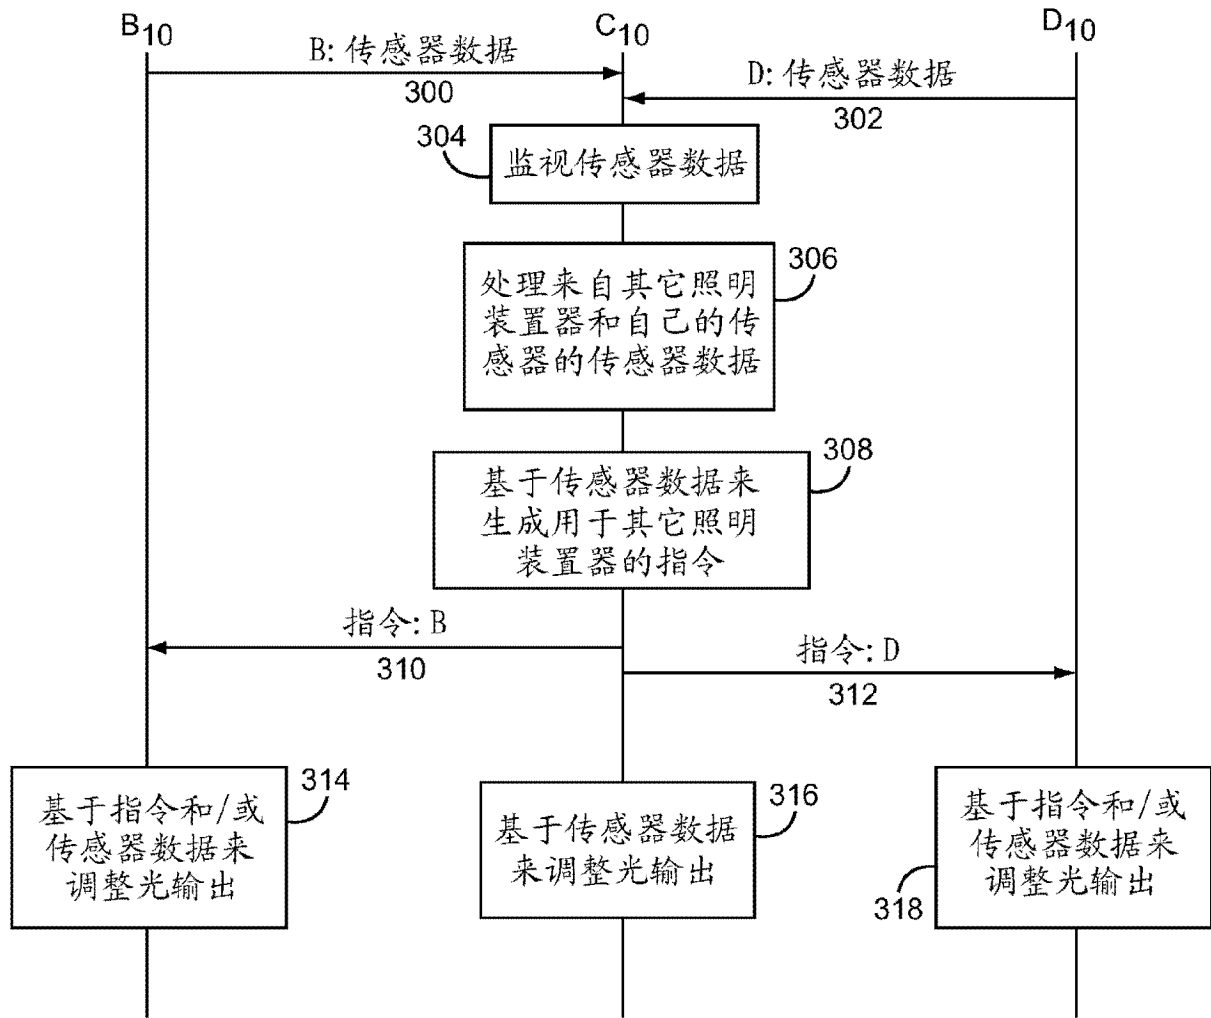 B10
C10
D10
B: 传感器数据
300
D: 传感器数据
302
304
监视传感器数据
306
处理来自其它照明
装置器和自己的传
感器的传感器数据
308
基于传感器数据来
生成用于其它照明
装置器的指令
指令: B
310
指令: D
312
314
基于指令和/或
传感器数据来
调整光输出
316
基于传感器数据
来调整光输出
基于指令和/或
传感器数据来
调整光输出
318